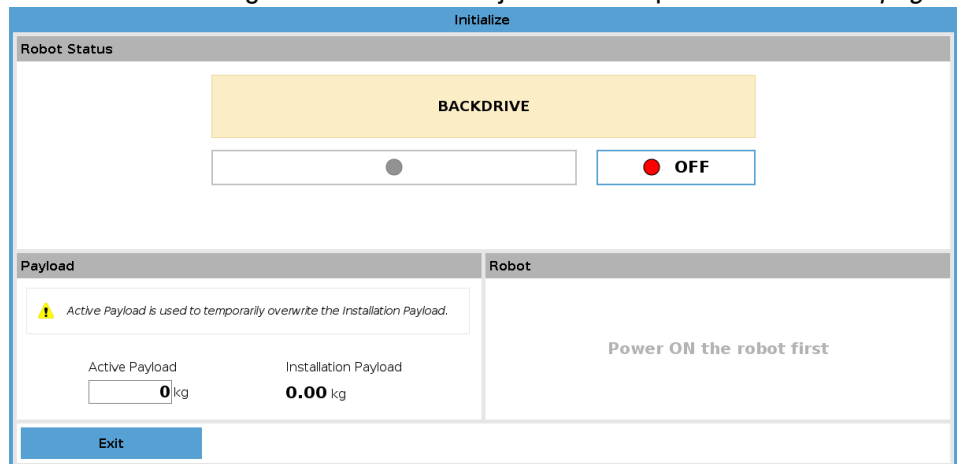 Initialize
Robot Status
BACKDRIVE
OFF
Payload
Robot
Active Payload is used to temporarily overwrite the Installation Payload.
Power ON the robot first
Active Payload
Installation Payload
0 kg
0.00 kg
Exit